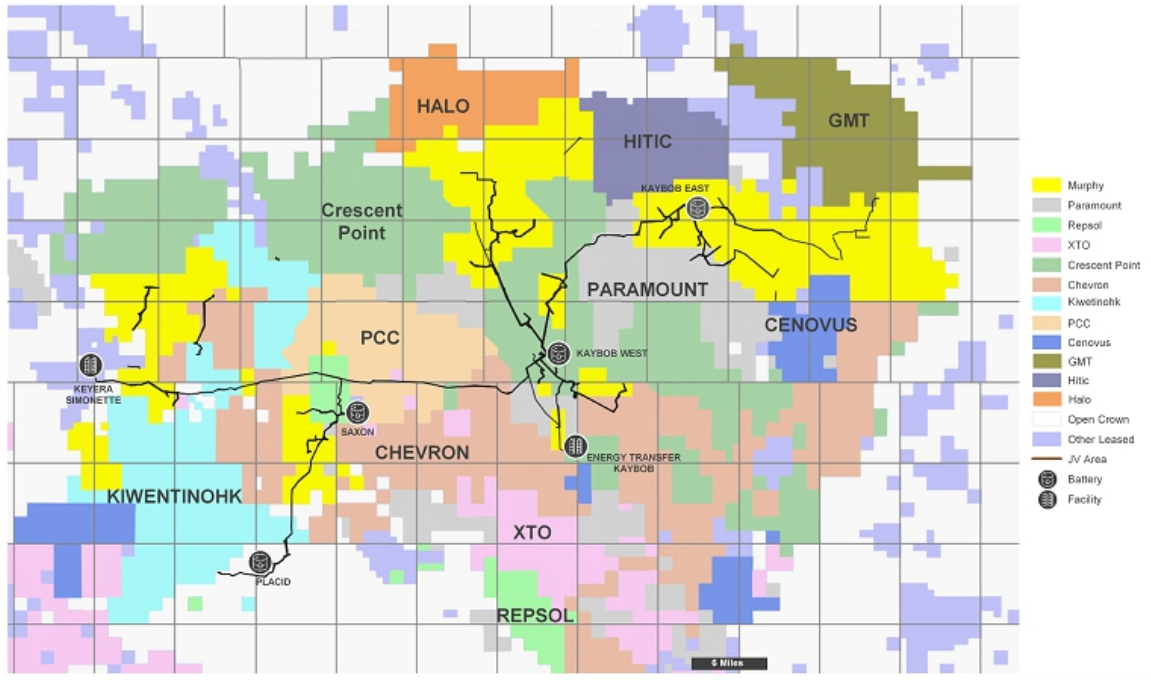 HALO
GMT
HITIC
KAYBOB EAST
Crescent
Point
PARAMOUNT
CENOVUS
PCC
KAYBOB WEST
KEYERA
SIMONETTE
SAXON
CHEVRON
ENERGY TRANSFER
KAYBOB
KIWENTINOHK
XTO
PLACID
REPSOL
6 Miles
Murphy
Paramount
Repsol
XTO
Crescent Point
Chevron
Kiwetinohk
PCC
Cenovus
GMT
Hitic
Halo
Open Crown
Other Leased
JV Area
Battery
Facility